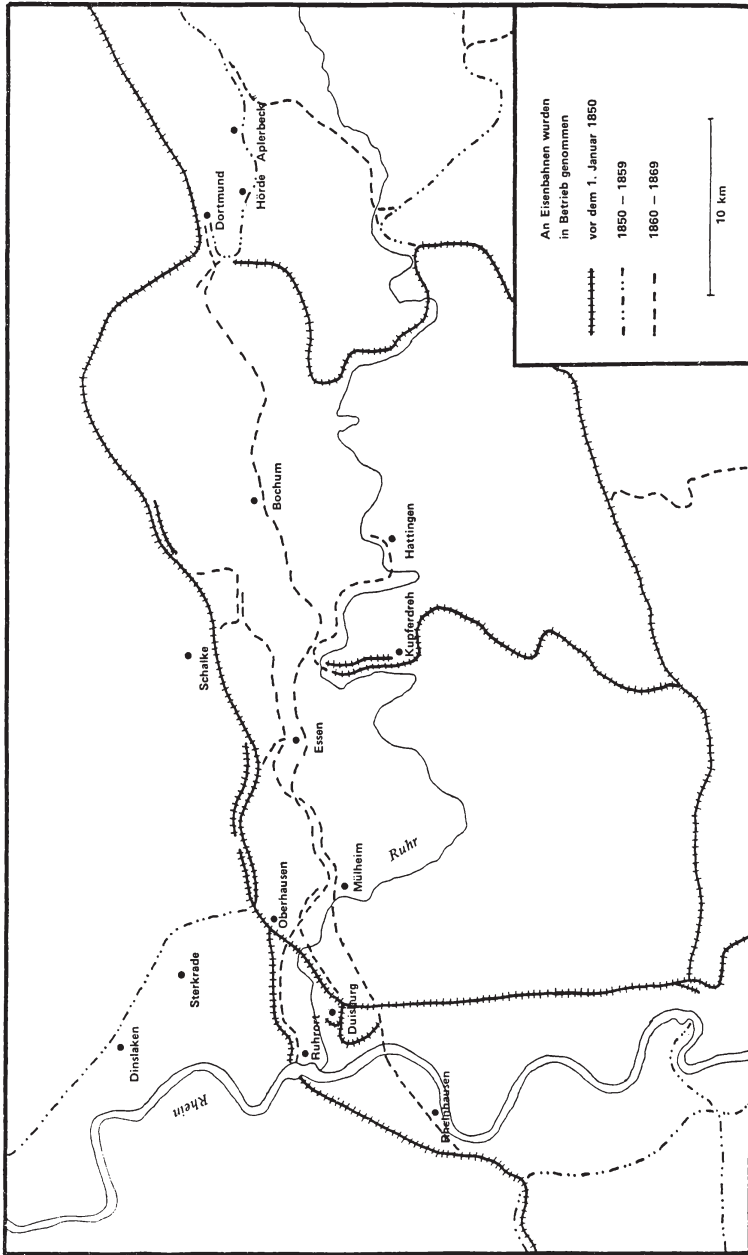 An Eisenbahnen wurden
in Betrieb genommen
vor dem 1. Januar 1850
1850 – 1859
1860 – 1869
10 km
Dinslaken
Sterkrade
Rhein
Ruhrort
Oberhausen
Duisburg
Rheinhausen
Mülheim
Ruhr
Essen
Schalke
Kupferdreh
Hattingen
Bochum
Dortmund
Hörde
Aplerbeck